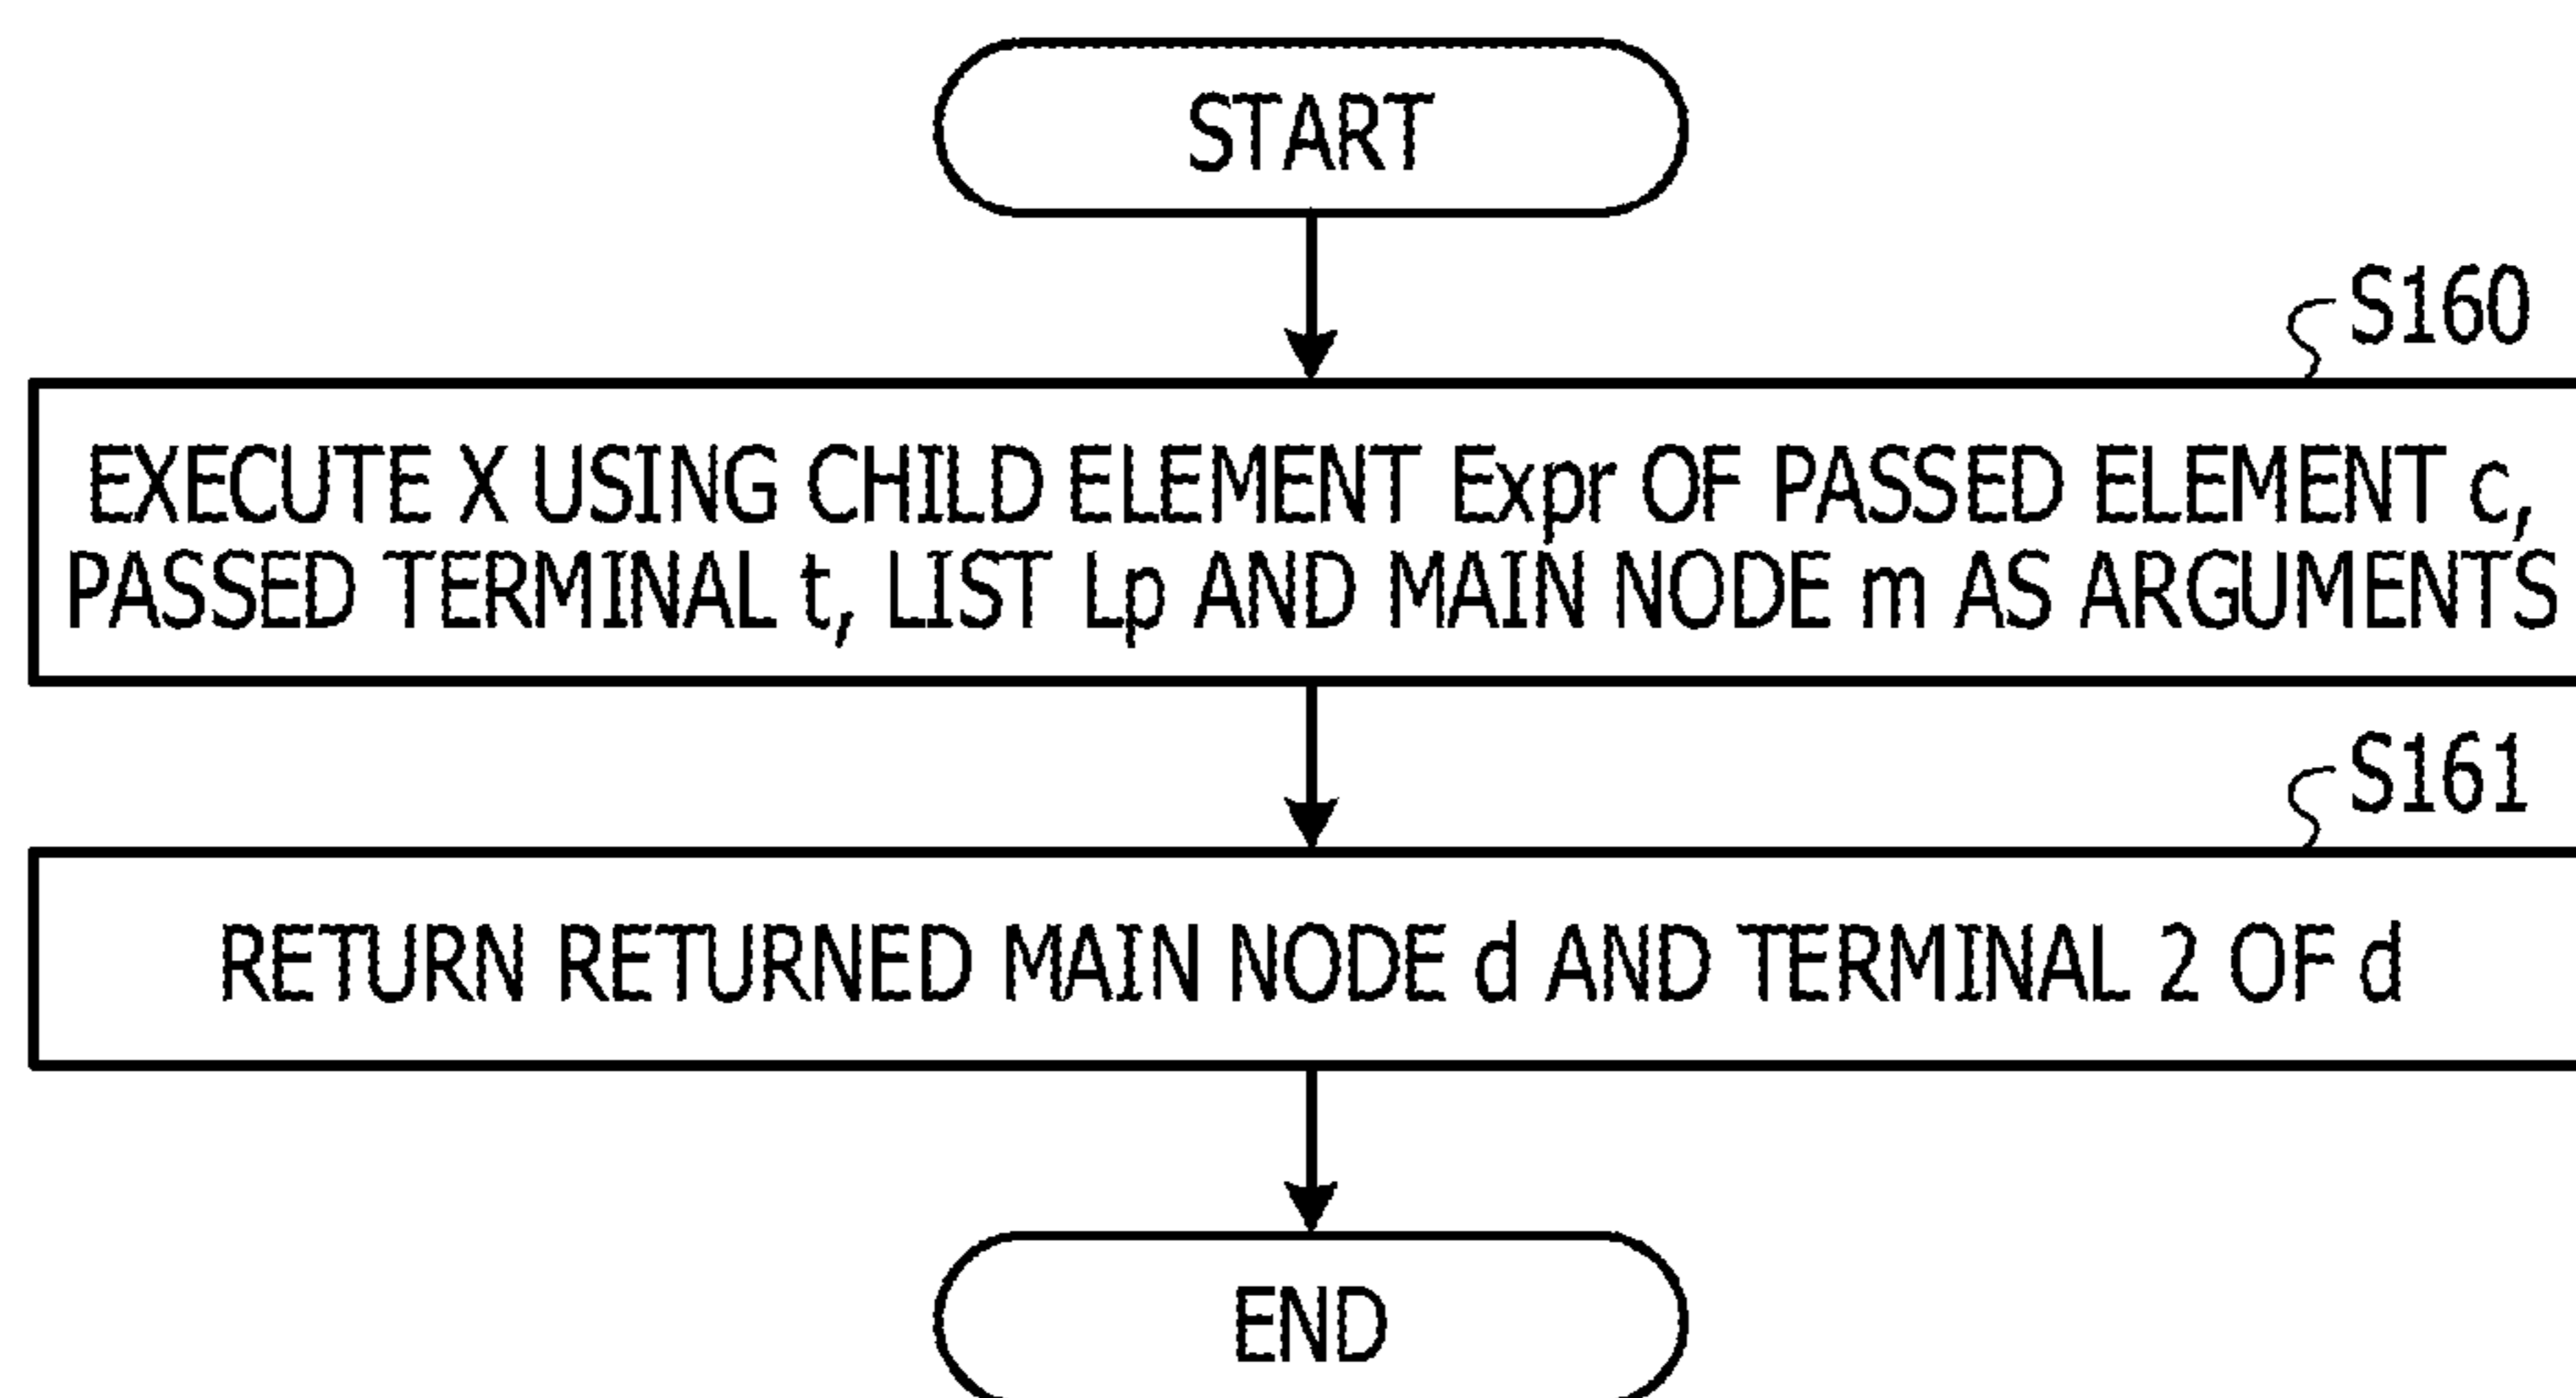 START
S160
EXECUTE X USING CHILD ELEMENT Expr OF PASSED ELEMENT c,
PASSED TERMINAL t, LIST Lp AND MAIN NODE m AS ARGUMENTS
S161
RETURN RETURNED MAIN NODE d AND TERMINAL 2 OF d
END